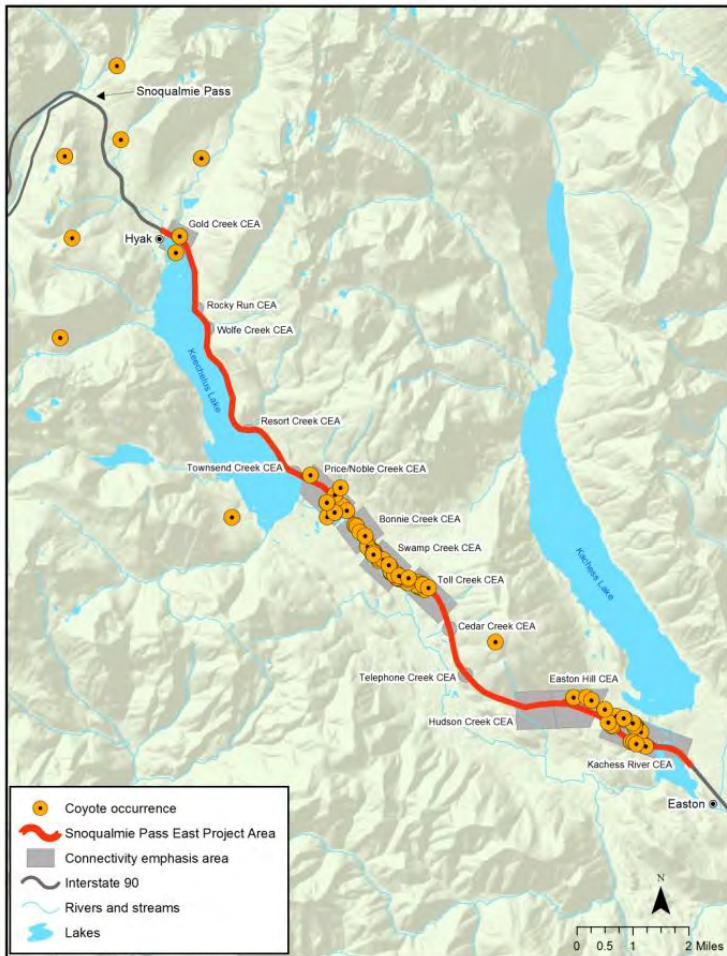 Snoqualmie Pass
Gold Creek CEA
Hyak
Rocky Run CEA
Wolfe Creek CEA
Keechelus Lake
Resort Creek CEA
Townsend Creek CEA
Price/Noble Creek CEA
Bonnie Creek CEA
Swamp Creek CEA
Kachess Lake
Toll Creek CEA
Cedar Creek CEA
Telephone Creek CEA
Easton Hill CEA
Hudson Creek CEA
Kachess River CEA
Easton
Coyote occurrence
Snoqualmie Pass East Project Area
Connectivity emphasis area
Interstate 90
Rivers and streams
Lakes
N
0 0.5 1 2 Miles